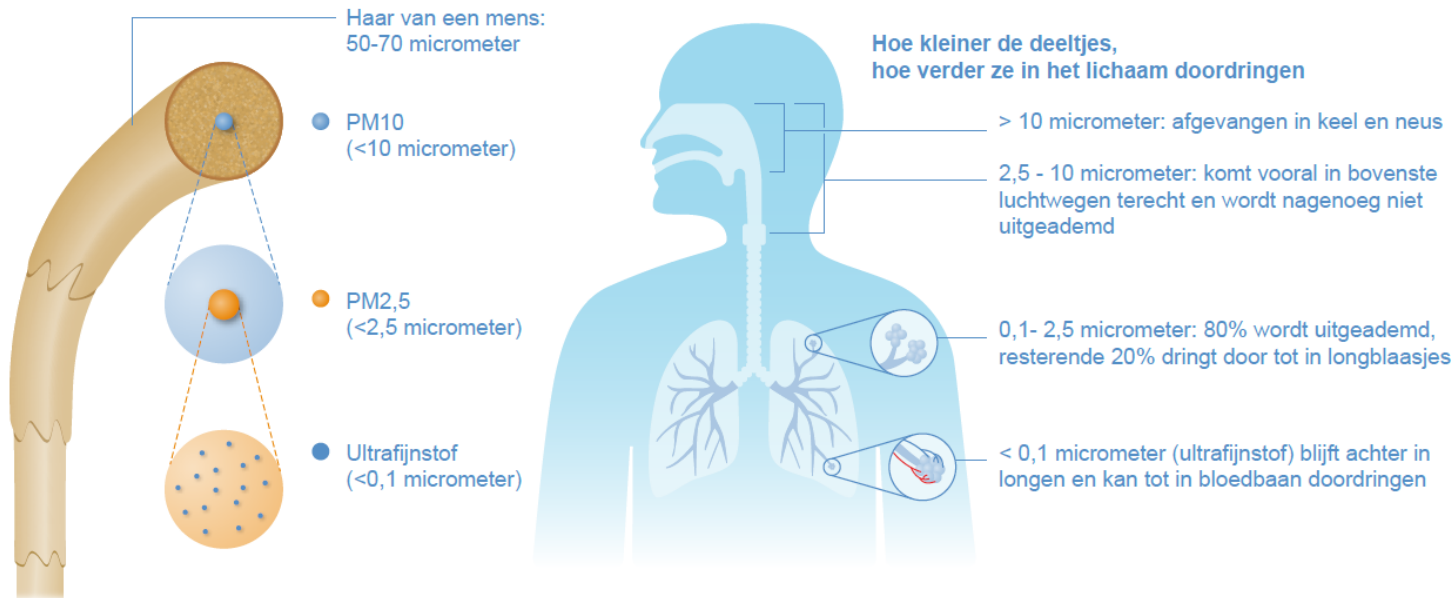 Haar van een mens:
50-70 micrometer
PM10
(<10 micrometer)
PM2,5
(<2,5 micrometer)
Ultrafijnstof
(<0,1 micrometer)
Hoe kleiner de deeltjes,
hoe verder ze in het lichaam doordringen
> 10 micrometer: afgevangen in keel en neus
2,5 - 10 micrometer: komt vooral in bovenste
luchtwegen terecht en wordt nagenoeg niet
uitgeademd
0,1- 2,5 micrometer: 80% wordt uitgeademd,
resterende 20% dringt door tot in longblaasjes
< 0,1 micrometer (ultrafijnstof) blijft achter in
longen en kan tot in bloedbaan doordringen